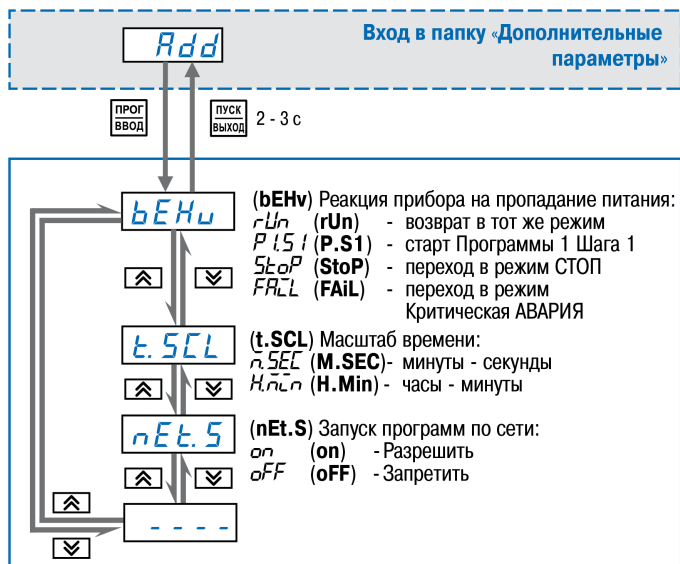 Add
Вход в папку «Дополнительные
параметры»
ПРОГ
ВВОД
ПУСК
ВЫХОД
2 - 3 с
bEHv
(bEHv) Реакция прибора на пропадание питания:
rUn (rUn) - возврат в тот же режим
P1.S1 (P.S1) - старт Программы 1 Шага 1
StoP (StoP) - переход в режим СТОП
FAiL (FAiL) - переход в режим
Критическая АВАРИЯ
t.SCL
(t.SCL) Масштаб времени:
M.SEC (M.SEC)- минуты - секунды
H.Min (H.Min) - часы - минуты
nEt.S
(nEt.S) Запуск программ по сети:
on (on) - Разрешить
oFF (oFF) - Запретить
- - - -